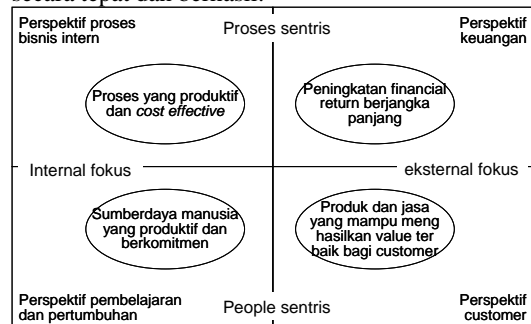 secara tepat dan berhasil.
Perspektif proses
bisnis intern
Proses sentris
Perspektif
keuangan
Proses yang produktif
dan cost effective
Peningkatan financial
return berjangka
panjang
Internal fokus
eksternal fokus
Sumberdaya manusia
yang produktif dan
berkomitmen
Produk dan jasa
yang mampu meng
hasilkan value ter
baik bagi customer
Perspektif pembelajaran
dan pertumbuhan
People sentris
Perspektif
customer